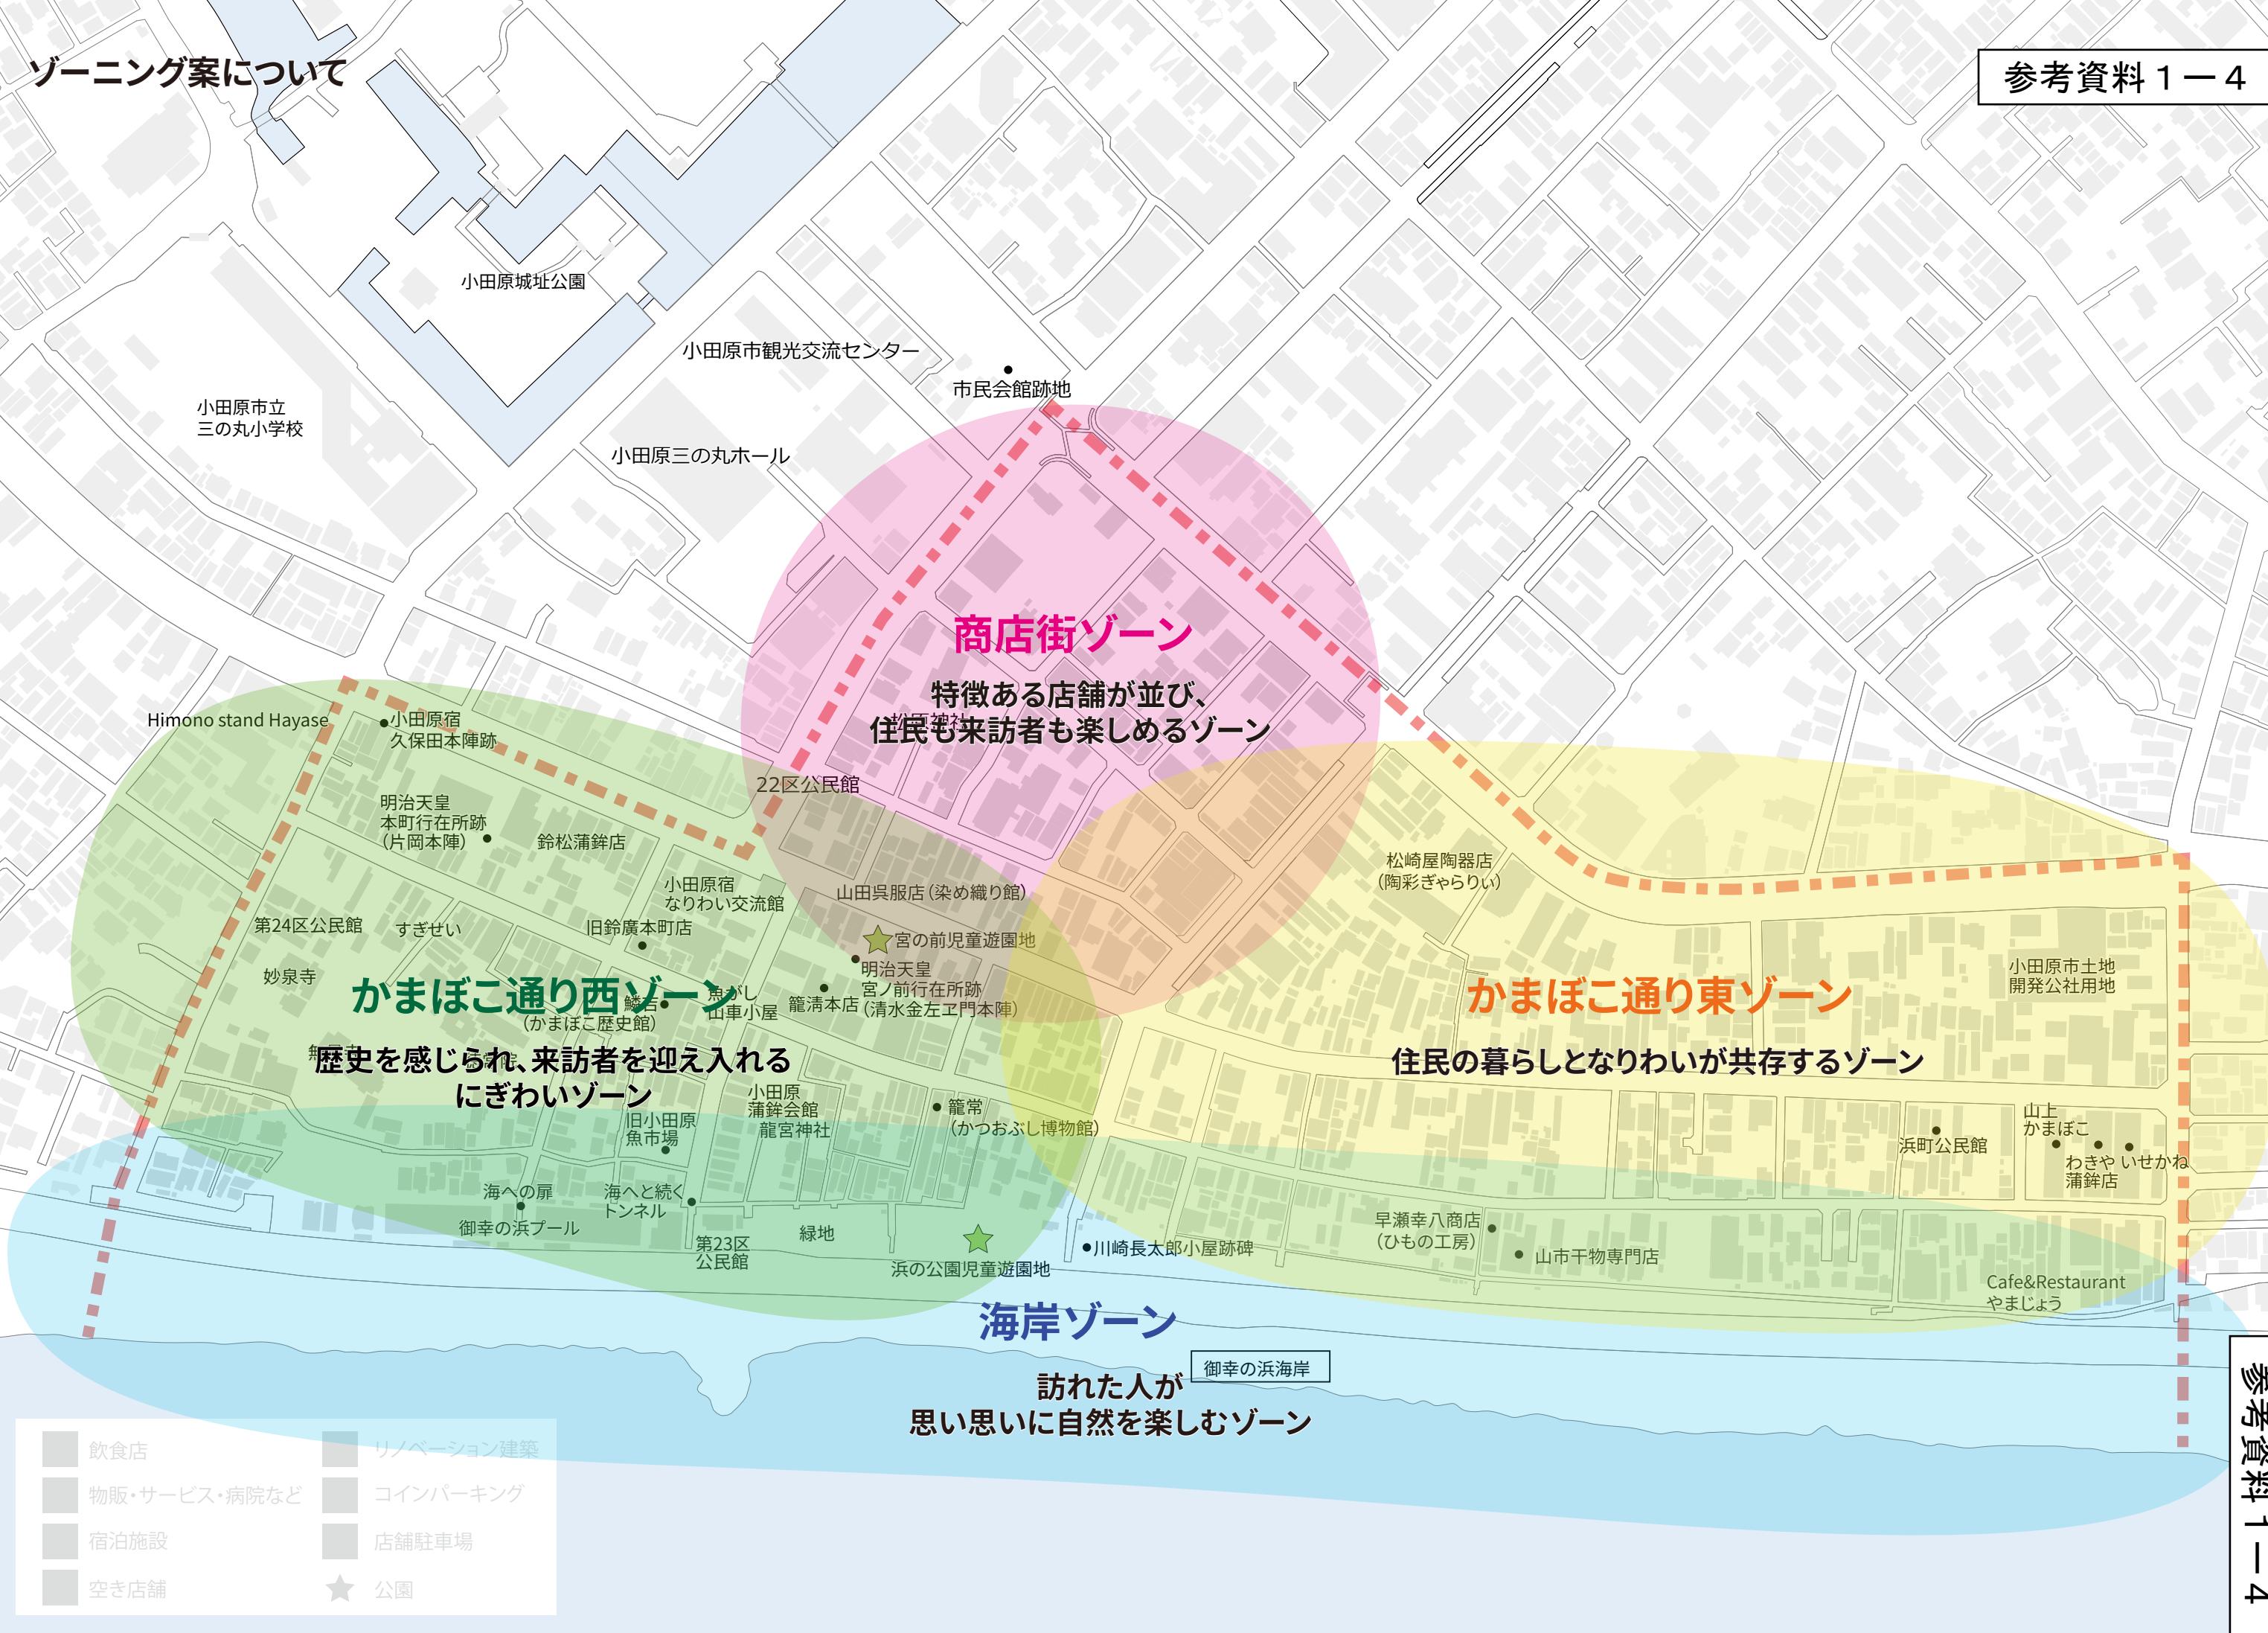 ゾーニング案について
参考資料１－４
小田原城址公園
小田原市観光交流センター
市民会館跡地
小田原市立
三の丸小学校
小田原三の丸ホール
商店街ゾーン
特徴ある店舗が並び、
住民も来訪者も楽しめるゾーン
松原神社
Himono stand Hayase
小田原宿
久保田本陣跡
22区公民館
明治天皇
本町行在所跡
（片岡本陣）
鈴松蒲鉾店
松崎屋陶器店
（陶彩ぎゃらりぃ）
小田原宿
なりわい交流館
山田呉服店（染め織り館）
第24区公民館
すぎせい
旧鈴廣本町店
宮の前児童遊園地
妙泉寺
明治天皇
宮ノ前行在所跡
（清水金左ヱ門本陣）
小田原市土地
開発公社用地
かまぼこ通り西ゾーン
鱗吉
（かまぼこ歴史館）
魚がし
山車小屋
籠淸本店
かまぼこ通り東ゾーン
歴史を感じられ、来訪者を迎え入れる
にぎわいゾーン
住民の暮らしとなりわいが共存するゾーン
小田原
蒲鉾会館
龍宮神社
籠常
（かつおぶし博物館）
旧小田原
魚市場
山上
かまぼこ
浜町公民館
わきや
蒲鉾店
いせかね
海への扉
海へと続く
トンネル
御幸の浜プール
第23区
公民館
緑地
早瀬幸八商店
（ひもの工房）
川崎長太郎小屋跡碑
山市干物専門店
浜の公園児童遊園地
Cafe&Restaurant
やまじょう
海岸ゾーン
御幸の浜海岸
訪れた人が
思い思いに自然を楽しむゾーン
参考資料１－４
飲食店
リノベーション建築
物販・サービス・病院など
コインパーキング
宿泊施設
店舗駐車場
空き店舗
公園